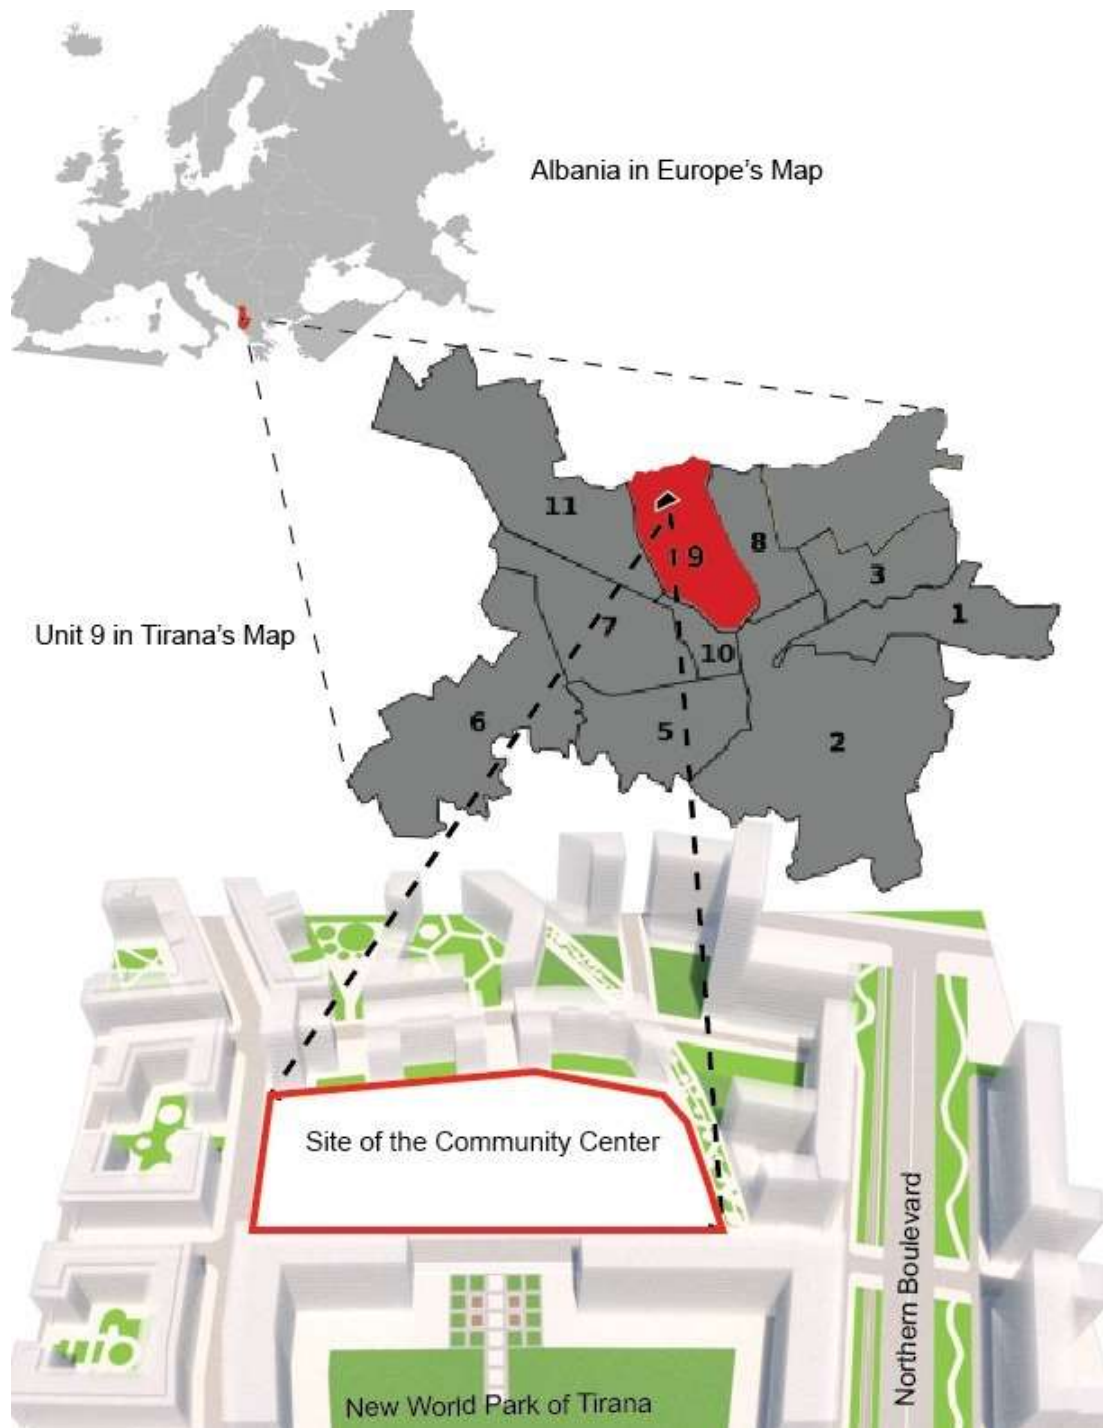 Albania in Europe's Map
11
8
9
3
1
Unit 9 in Tirana's Map
7
10
6
5
2
Site of the Community Center
Northern Boulevard
New World Park of Tirana